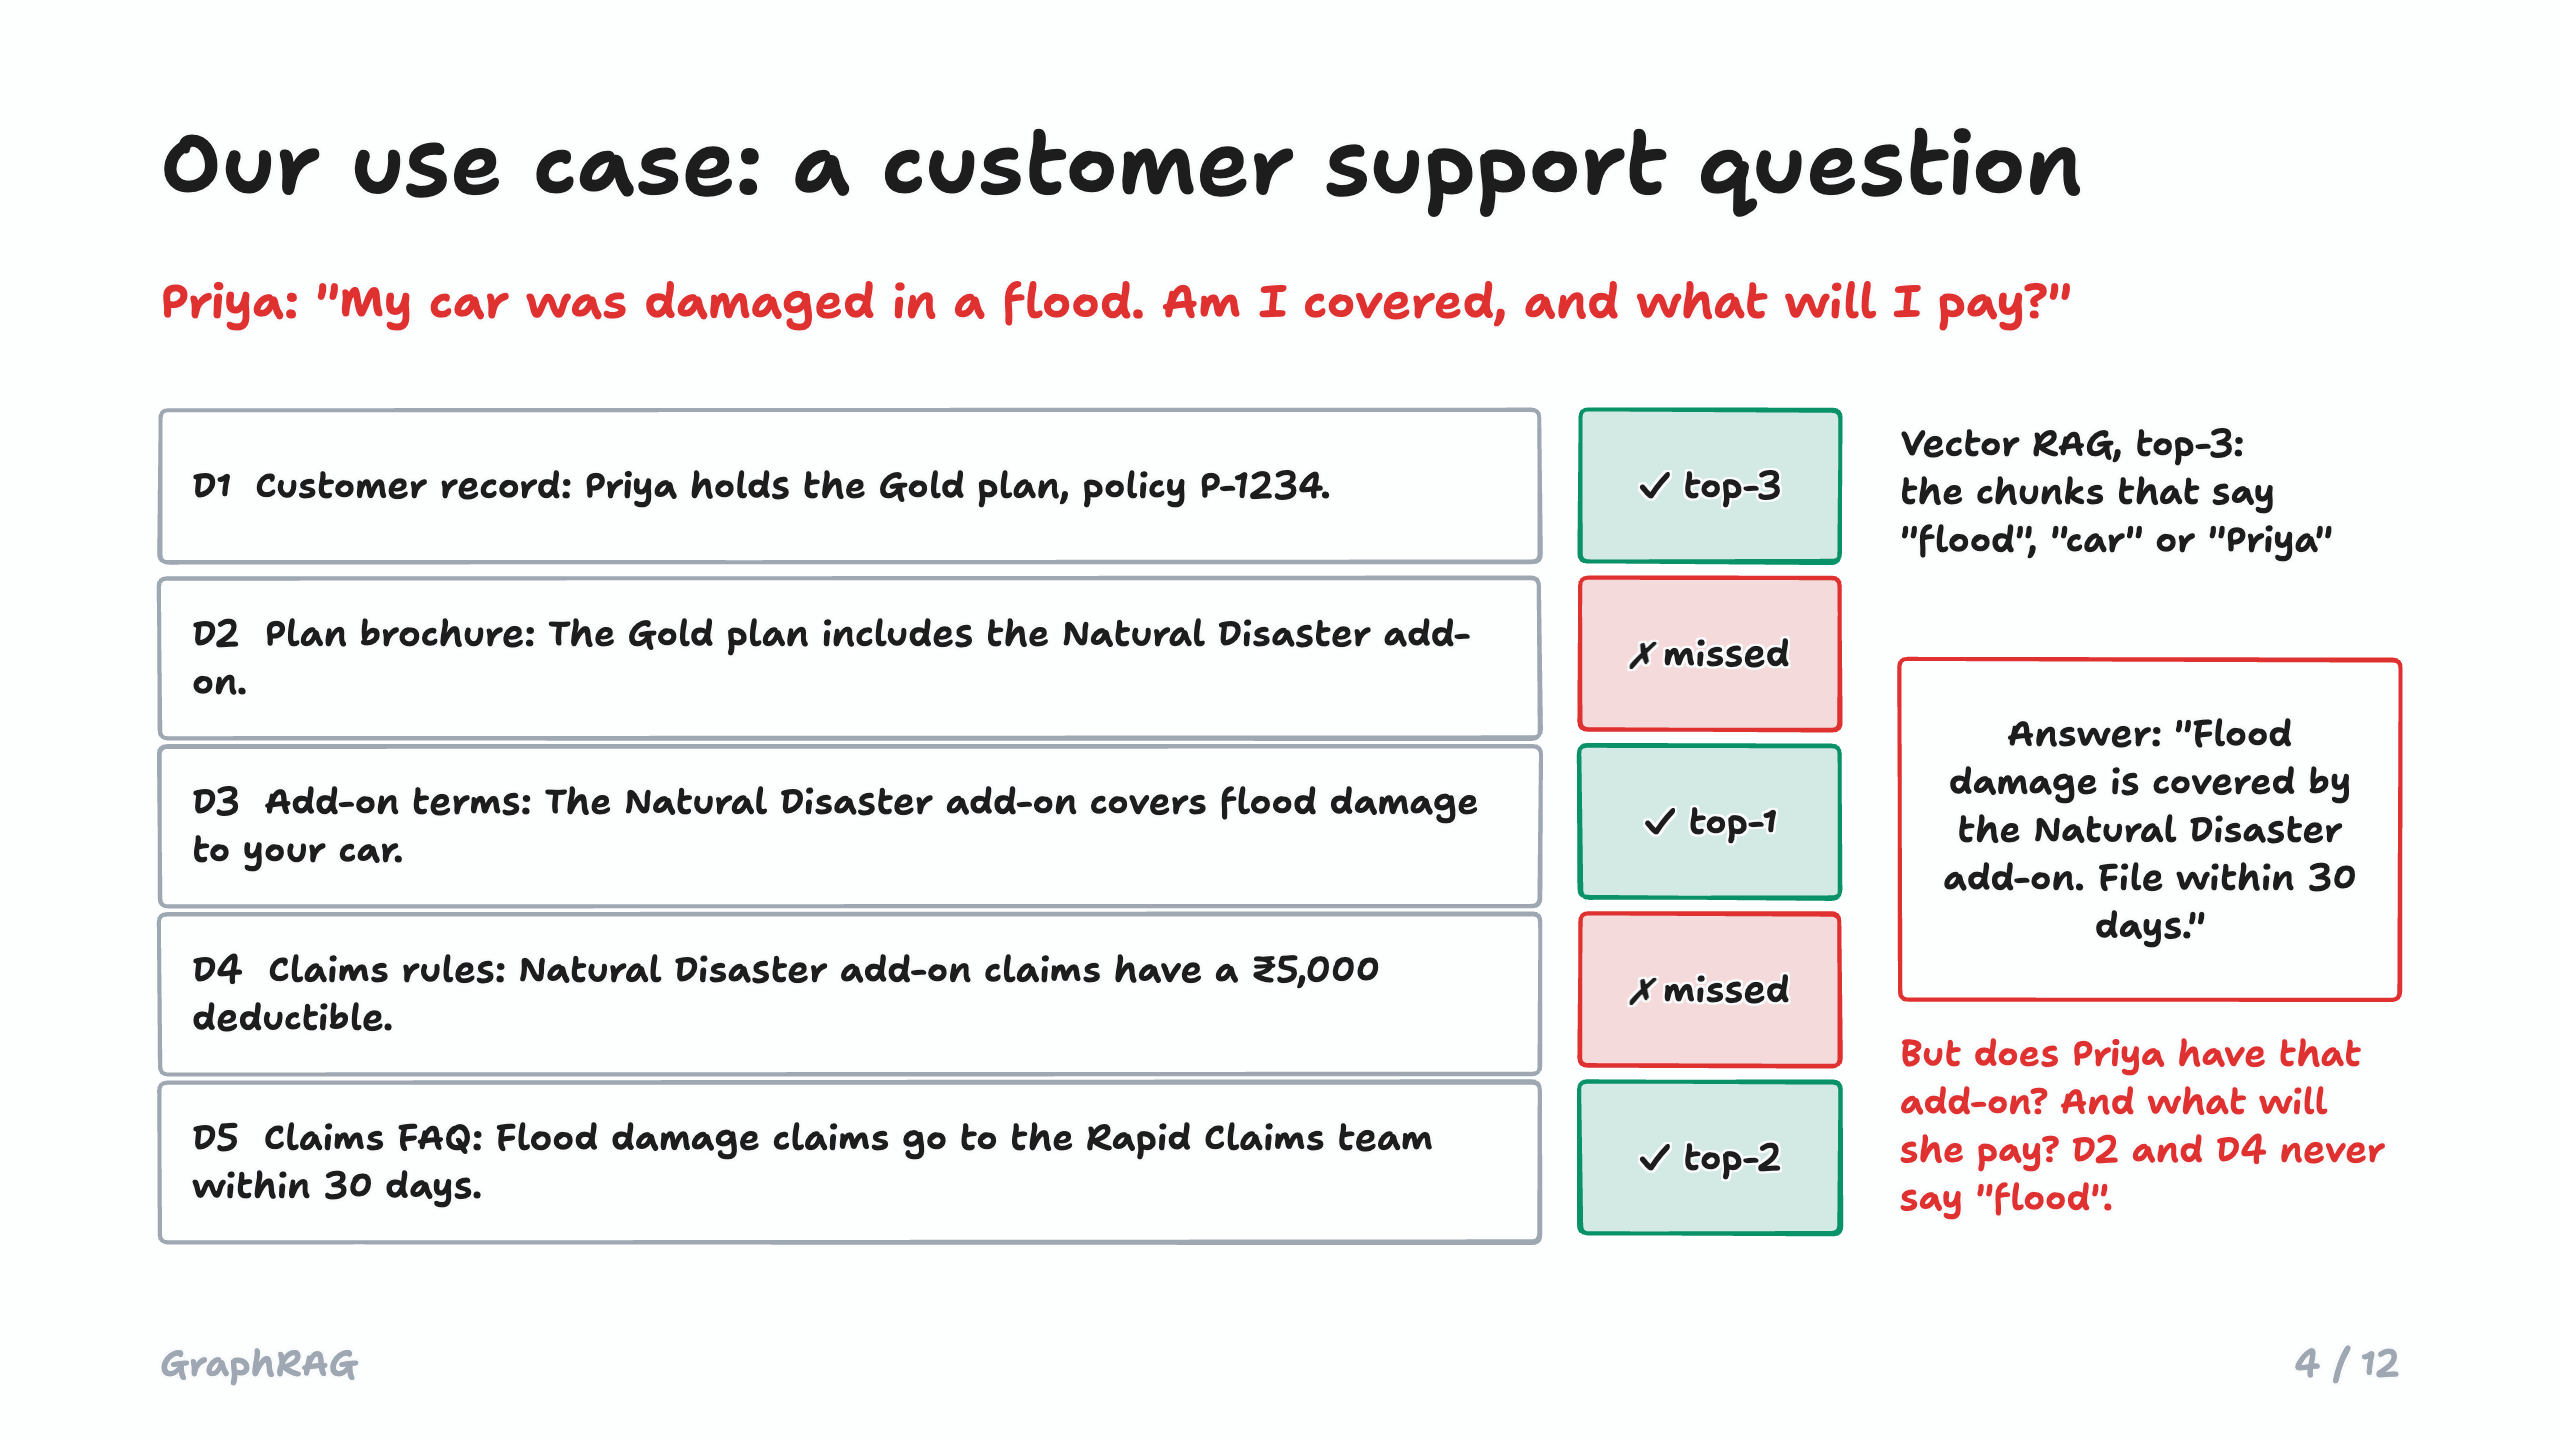 Our use case: a customer support question
Priya: "My car was damaged in a flood. Am I covered, and what will I pay?"
D1 Customer record: Priya holds the Gold plan, policy P-1234.
✓ top-3
D2 Plan brochure: The Gold plan includes the Natural Disaster add-
on.
✗ missed
D3 Add-on terms: The Natural Disaster add-on covers flood damage
to your car.
✓ top-1
D4 Claims rules: Natural Disaster add-on claims have a ₹5,000
deductible.
✗ missed
D5 Claims FAQ: Flood damage claims go to the Rapid Claims team
within 30 days.
✓ top-2
Vector RAG, top-3:
the chunks that say
"flood", "car" or "Priya"
Answer: "Flood
damage is covered by
the Natural Disaster
add-on. File within 30
days."
But does Priya have that
add-on? And what will
she pay? D2 and D4 never
say "flood".
GraphRAG
4 / 12